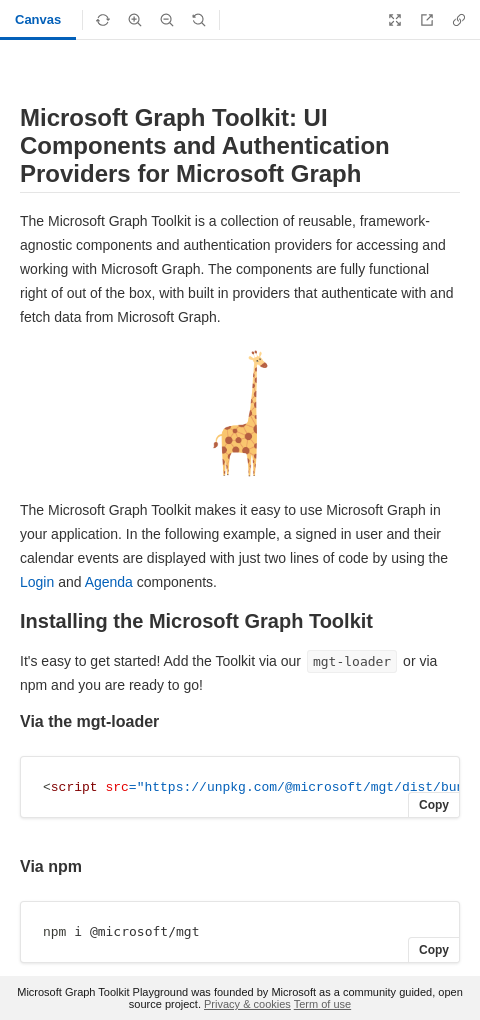 Canvas
Microsoft Graph Toolkit: UI
Components and Authentication
Providers for Microsoft Graph
The Microsoft Graph Toolkit is a collection of reusable, framework-
agnostic components and authentication providers for accessing and
working with Microsoft Graph. The components are fully functional
right of out of the box, with built in providers that authenticate with and
fetch data from Microsoft Graph.
The Microsoft Graph Toolkit makes it easy to use Microsoft Graph in
your application. In the following example, a signed in user and their
calendar events are displayed with just two lines of code by using the
Login and Agenda components.
Installing the Microsoft Graph Toolkit
It's easy to get started! Add the Toolkit via our mgt-loader or via
npm and you are ready to go!
Via the mgt-loader
<script src="https://unpkg.com/@microsoft/mgt/dist/bun
Copy
Via npm
npm i @microsoft/mgt
Copy
Microsoft Graph Toolkit Playground was founded by Microsoft as a community guided, open
source project. Privacy & cookies Terms of use